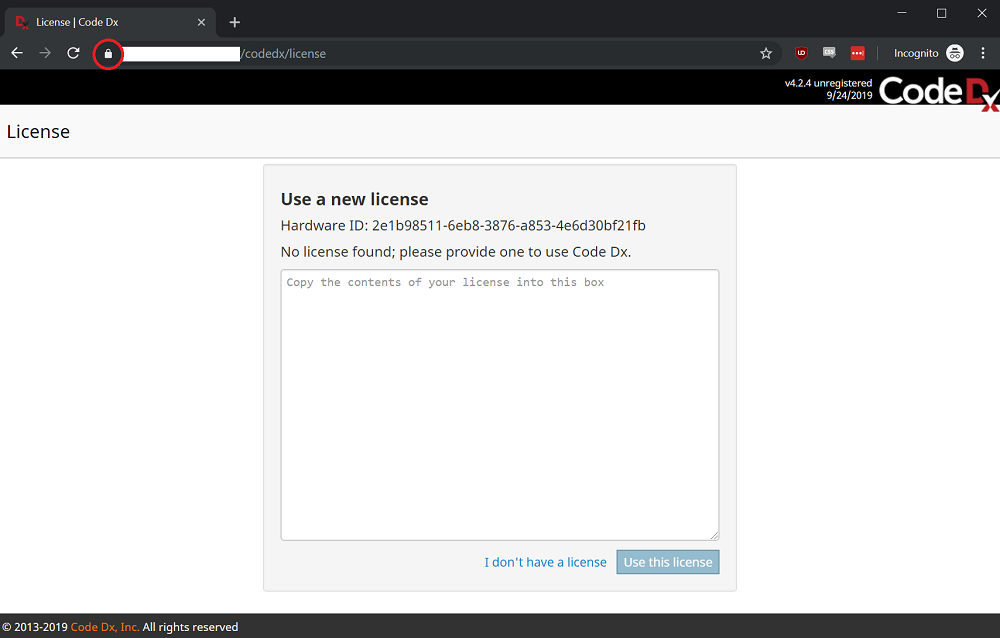 License | Code Dx
/codedx/license
Incognito
v4.2.4 unregistered
9/24/2019
Code Dx
License
Use a new license
Hardware ID: 2e1b98511-6eb8-3876-a853-4e6d30bf21fb
No license found; please provide one to use Code Dx.
Copy the contents of your license into this box
I don't have a license
Use this license
© 2013-2019 Code Dx, Inc. All rights reserved